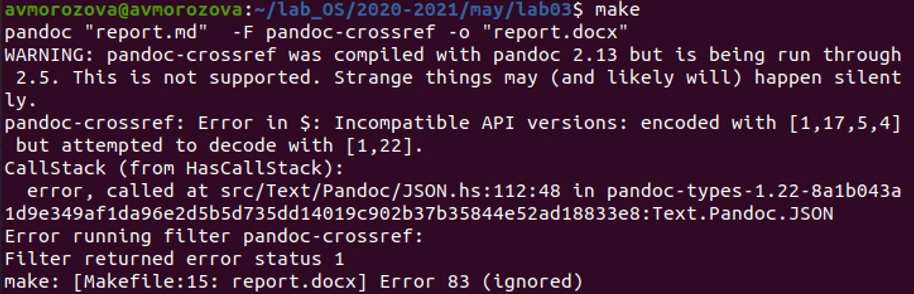 avmorozova@avmorozova:~/lab_OS/2020-2021/may/lab03$ make
pandoc "report.md"  -F pandoc-crossref -o "report.docx"
WARNING: pandoc-crossref was compiled with pandoc 2.13 but is being run through
 2.5. This is not supported. Strange things may (and likely will) happen silent
ly.
pandoc-crossref: Error in $: Incompatible API versions: encoded with [1,17,5,4]
 but attempted to decode with [1,22].
CallStack (from HasCallStack):
  error, called at src/Text/Pandoc/JSON.hs:112:48 in pandoc-types-1.22-8a1b043a
1d9e349af1da96e2d5b5d735dd14019c902b37b35844e52ad18833e8:Text.Pandoc.JSON
Error running filter pandoc-crossref:
Filter returned error status 1
make: [Makefile:15: report.docx] Error 83 (ignored)